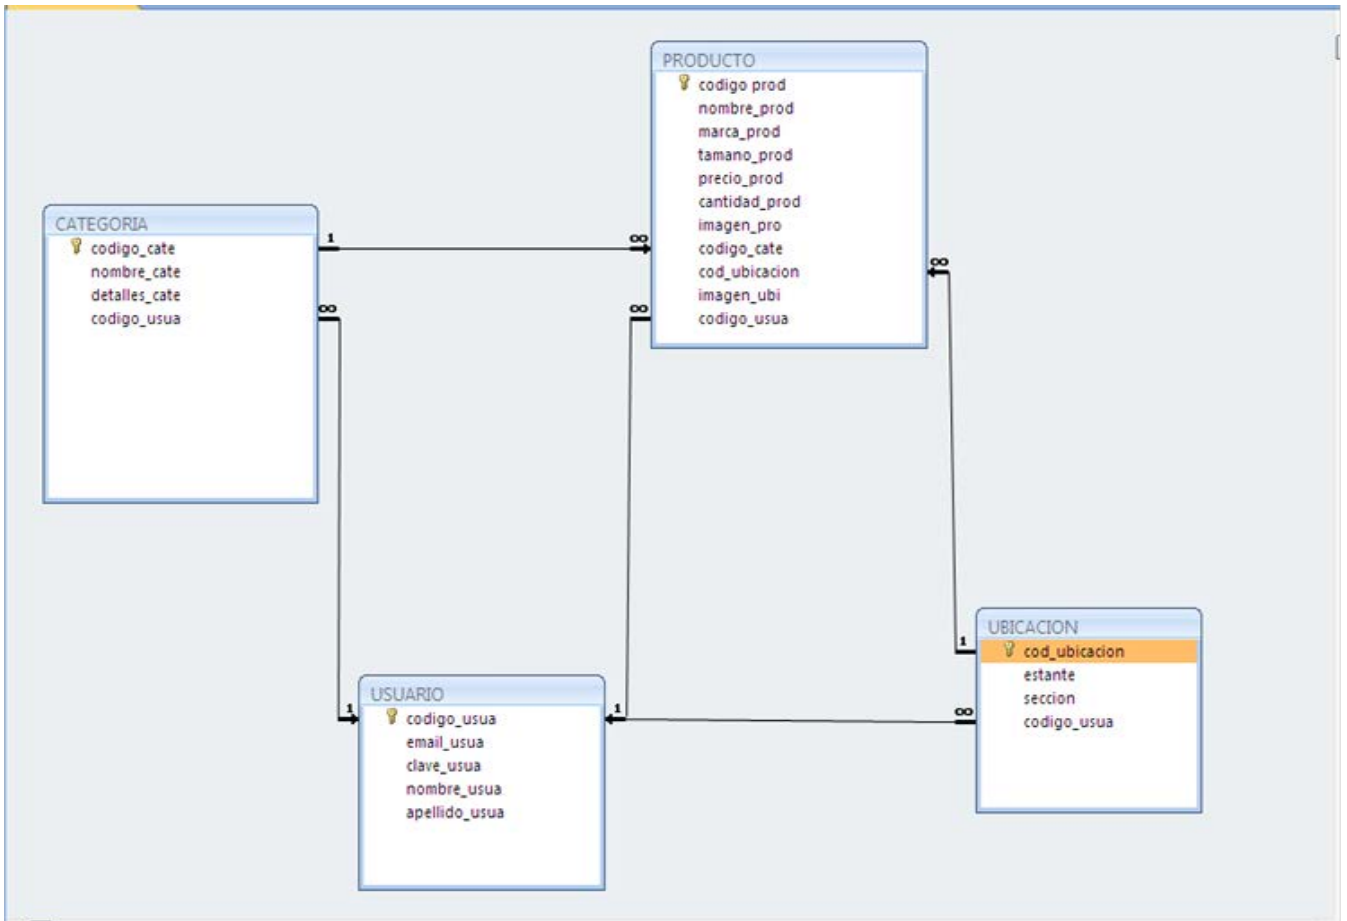 PRODUCTO
codigo prod
nombre_prod
marca_prod
tamano_prod
precio_prod
cantidad_prod
imagen_pro
codigo_cate
cod_ubicacion
imagen_ubi
codigo_usua
CATEGORIA
codigo_cate
nombre_cate
detalles_cate
codigo_usua
1
∞
∞
∞
∞
USUARIO
codigo_usua
email_usua
clave_usua
nombre_usua
apellido_usua
1
1
∞
1
UBICACION
cod_ubicacion
estante
seccion
codigo_usua